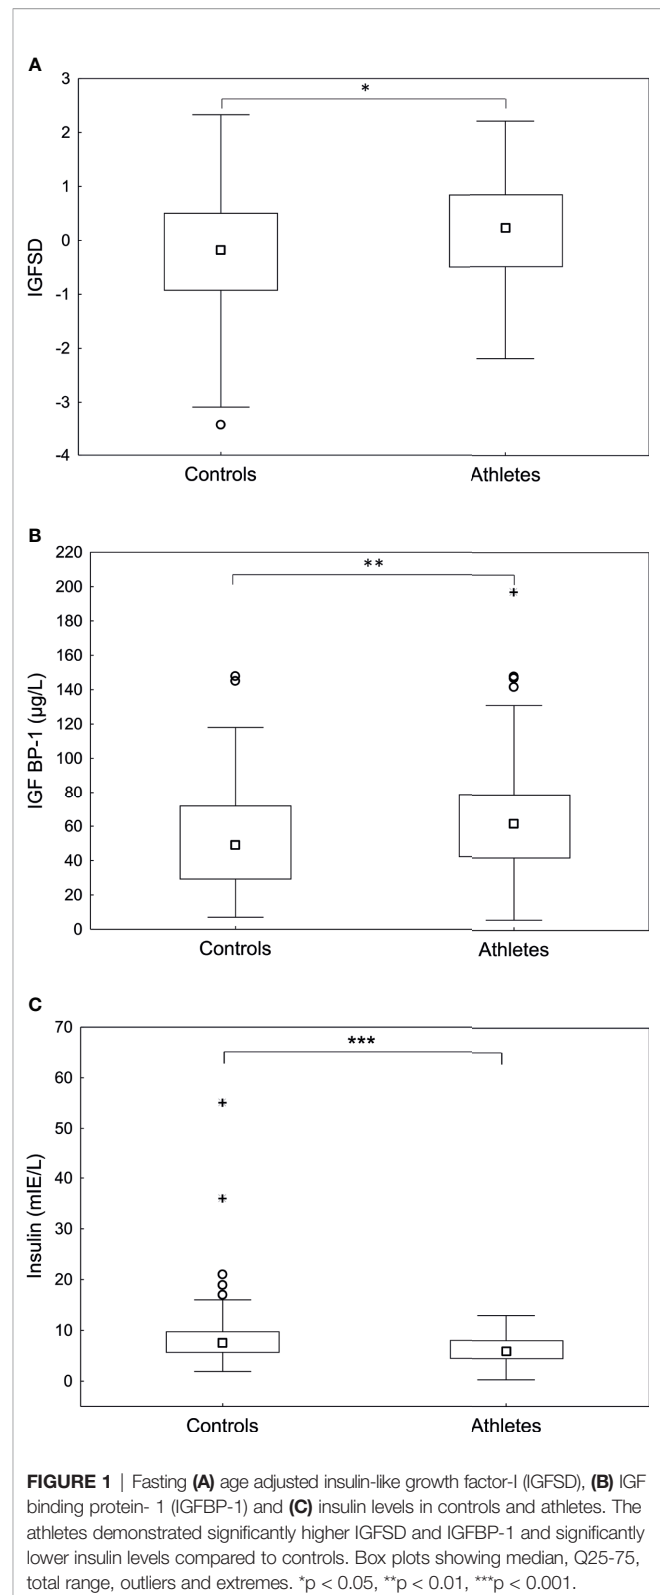 A
3
*
2
1
0
-1
-2
-3
-4
IGFSD
Controls Athletes
B
220
**
200
180
160
140
120
100
80
60
40
20
0
IGF BP-1 (µg/L)
Controls Athletes
C
70
***
60
50
40
30
20
10
0
Insulin (mIE/L)
Controls Athletes
FIGURE 1 | Fasting (A) age adjusted insulin-like growth factor-I (IGFSD), (B) IGF
binding protein- 1 (IGFBP-1) and (C) insulin levels in controls and athletes. The
athletes demonstrated significantly higher IGFSD and IGFBP-1 and significantly
lower insulin levels compared to controls. Box plots showing median, Q25-75,
total range, outliers and extremes. *p < 0.05, **p < 0.01, ***p < 0.001.